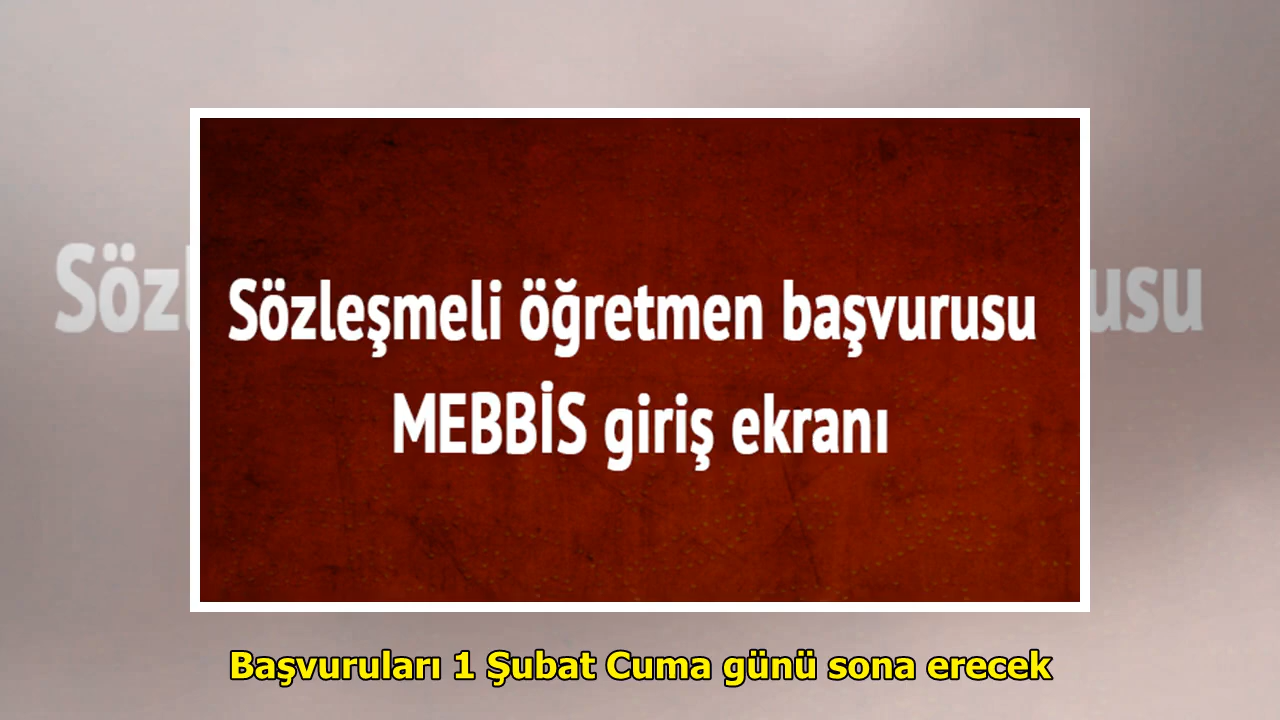 Sözleşmeli öğretmen başvurusu
MEBBİS giriş ekranı
Başvuruları 1 Şubat Cuma günü sona erecek